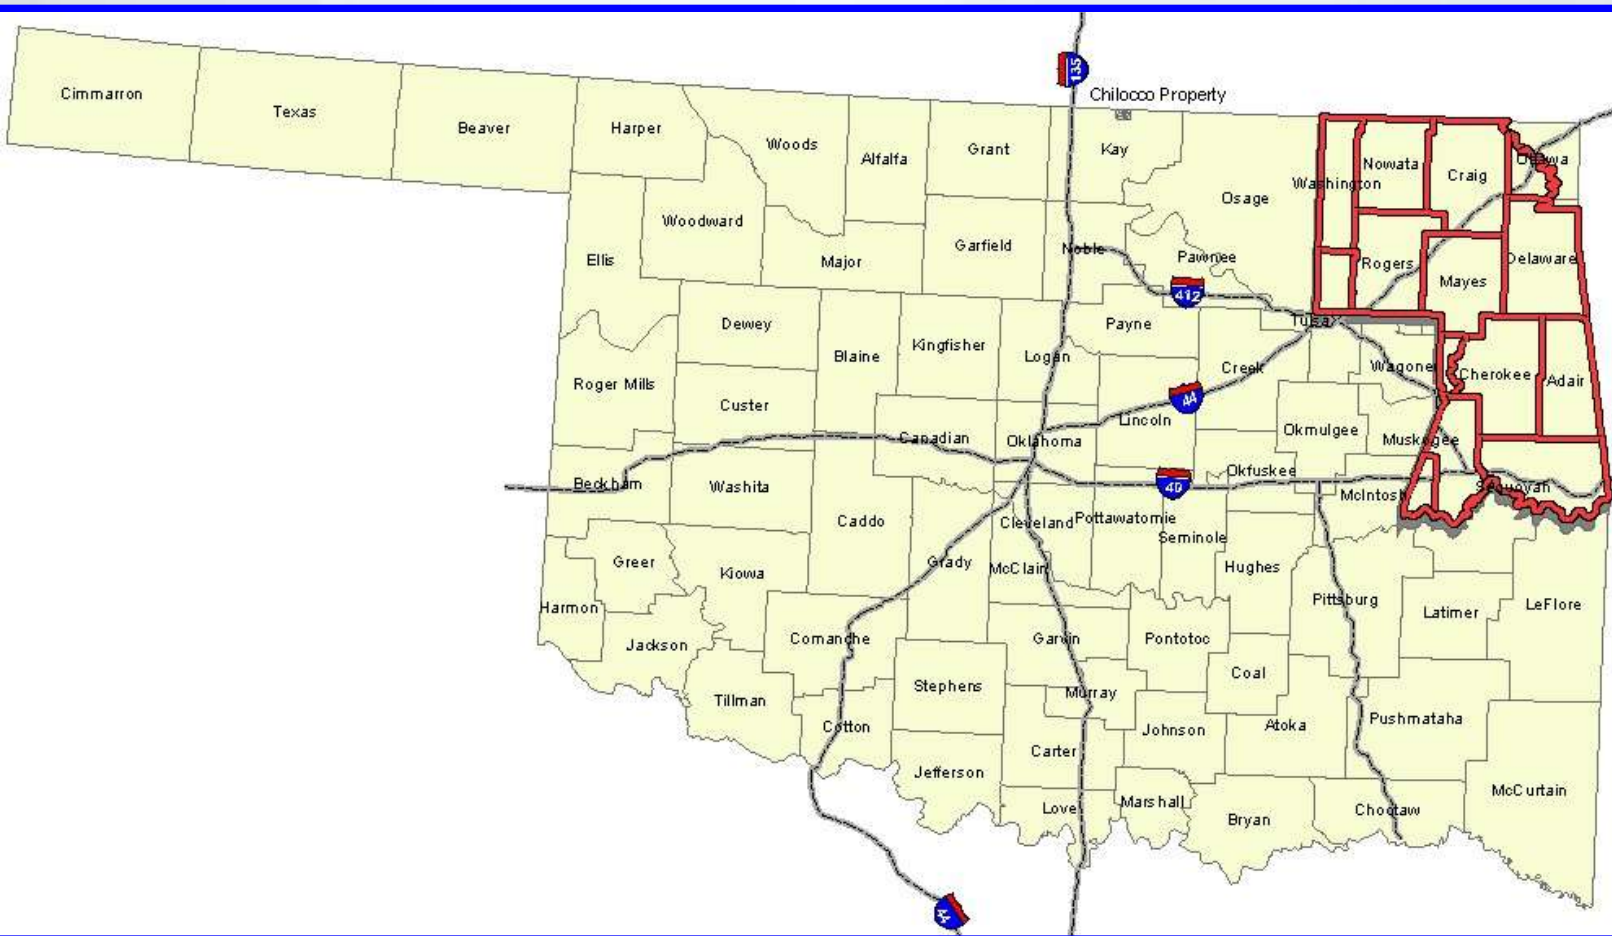 135
Chilocco Property
Cimmarron
Texas
Beaver
Harper
Woods
Alfalfa
Grant
Kay
Osage
Washington
Nowata
Craig
Ottawa
Woodward
Ellis
Major
Garfield
Noble
Pawnee
Rogers
Mayes
Delaware
412
Dewey
Blaine
Kingfisher
Logan
Payne
Tulsa
Creek
Wagoner
Cherokee
Adair
Roger Mills
Custer
Canadian
Oklahoma
44
Lincoln
Okmulgee
Muskogee
Beckham
Washita
Caddo
Cleveland
Pottawatomie
40
Okfuskee
McIntosh
Sequoyah
Seminole
Greer
Kiowa
Grady
McClain
Hughes
Harmon
Jackson
Comanche
Garvin
Pontotoc
Pittsburg
Latimer
LeFlore
Tillman
Cotton
Stephens
Murray
Coal
Johnson
Atoka
Pushmataha
Carter
Jefferson
Love
Marshall
Bryan
Choctaw
McCurtain
44